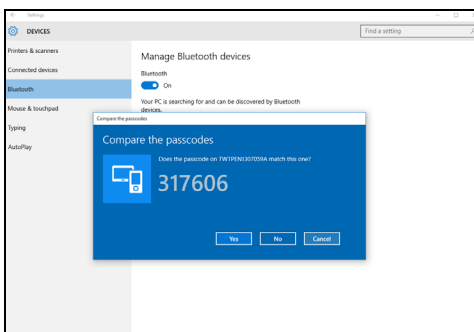 Settings
DEVICES
Find a setting
Printers & scanners
Connected devices
Bluetooth
Mouse & touchpad
Typing
AutoPlay
Manage Bluetooth devices
Bluetooth
On
Your PC is searching for and can be discovered by Bluetooth
devices.
Compare the passcodes
Compare the passcodes
Does the passcode on TWTPEN1307059A match this one?
317606
Yes
No
Cancel